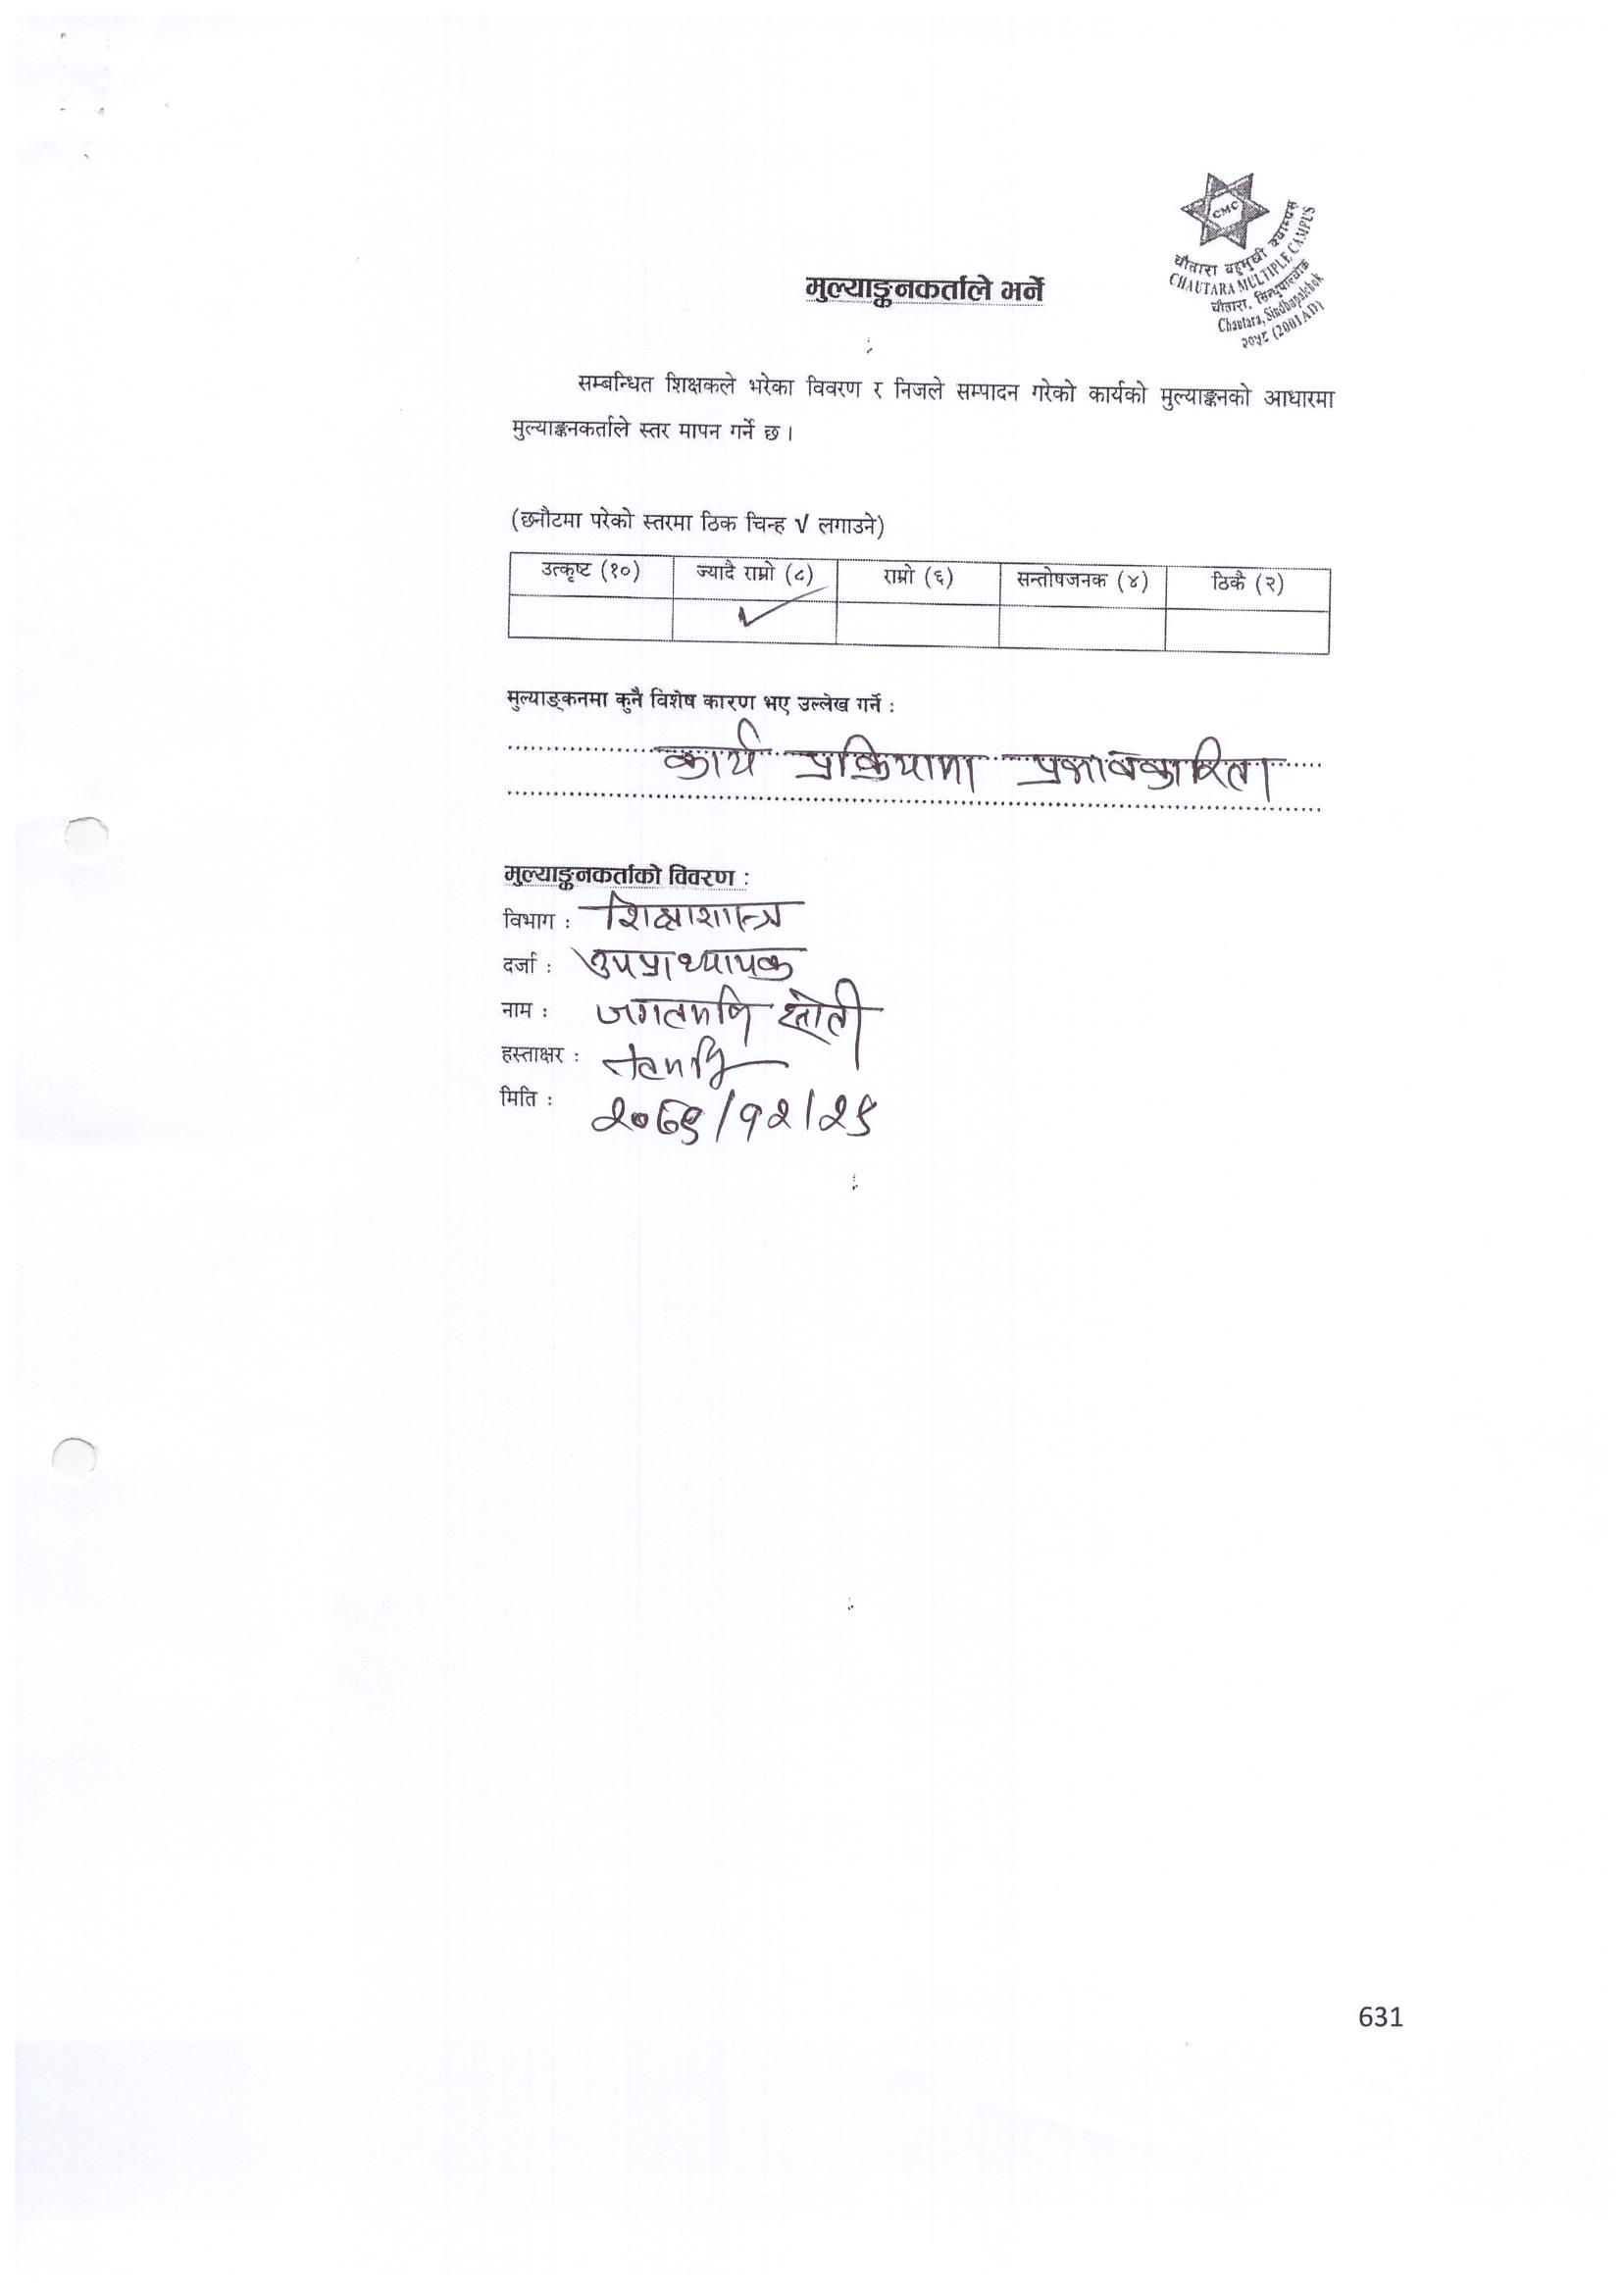 CMC
चौतारा बहुमुखी क्याम्पस
CHAUTARA MULTIPLE CAMPUS
चौतारा, सिन्धुपाल्चोक
Chautara, Sindhupalchok
२०५८ (2001AD)
मुल्याङ्कनकर्ताले भर्ने
सम्बन्धित शिक्षकले भरेका विवरण र निजले सम्पादन गरेको कार्यको मुल्याङ्कनको आधारमा
मुल्याङ्कनकर्ताले स्तर मापन गर्ने छ ।
(छनौटमा परेको स्तरमा ठिक चिन्ह √ लगाउने)
उत्कृष्ट (१०) ज्यादै राम्रो (८) राम्रो (६) सन्तोषजनक (४) ठिकै (२)
✓
मुल्याङ्कनमा कुनै विशेष कारण भए उल्लेख गर्ने :
कार्य प्रक्रियामा प्रभावकारिता
मुल्याङ्कनकर्ताको विवरण :
विभाग : शिक्षाशास्त्र
दर्जा : उपप्राध्यापक
नाम : जगतमणि
हस्ताक्षर :
मिति : २०७९/१२/२९
631